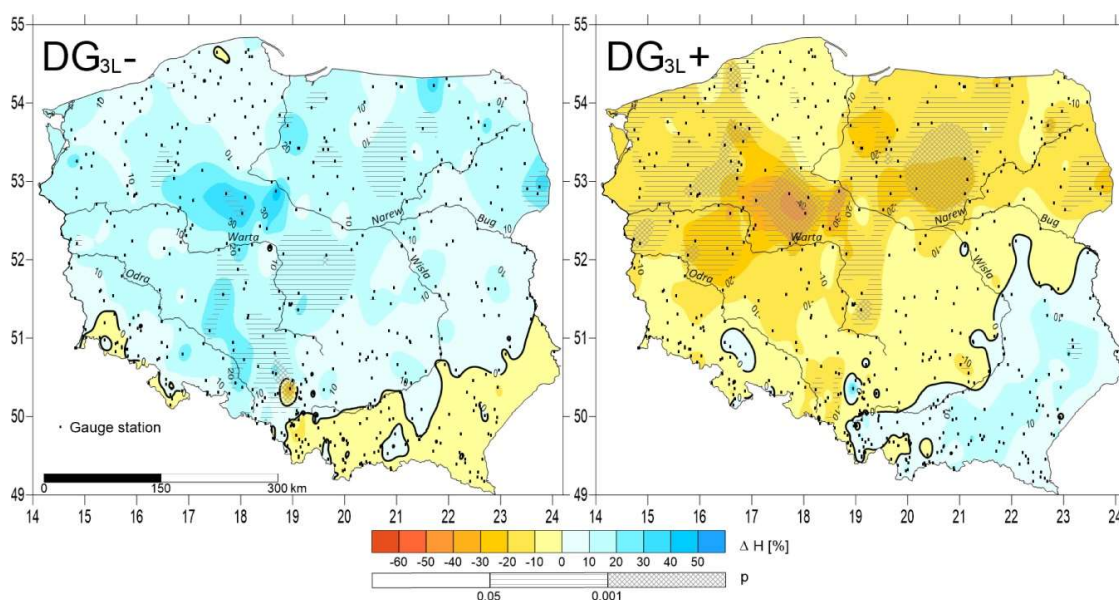 DG3L-
DG3L+
55
54
53
52
51
50
49
14 15 16 17 18 19 20 21 22 23 24
55
54
53
52
51
50
49
14 15 16 17 18 19 20 21 22 23 24
Narew
Bug
Warta
Wisła
Odra
Narew
Bug
Warta
Wisła
Odra
Gauge station
0 150 300 km
-60 -50 -40 -30 -20 -10 0 10 20 30 40 50
Δ H [%]
p
0.05 0.001